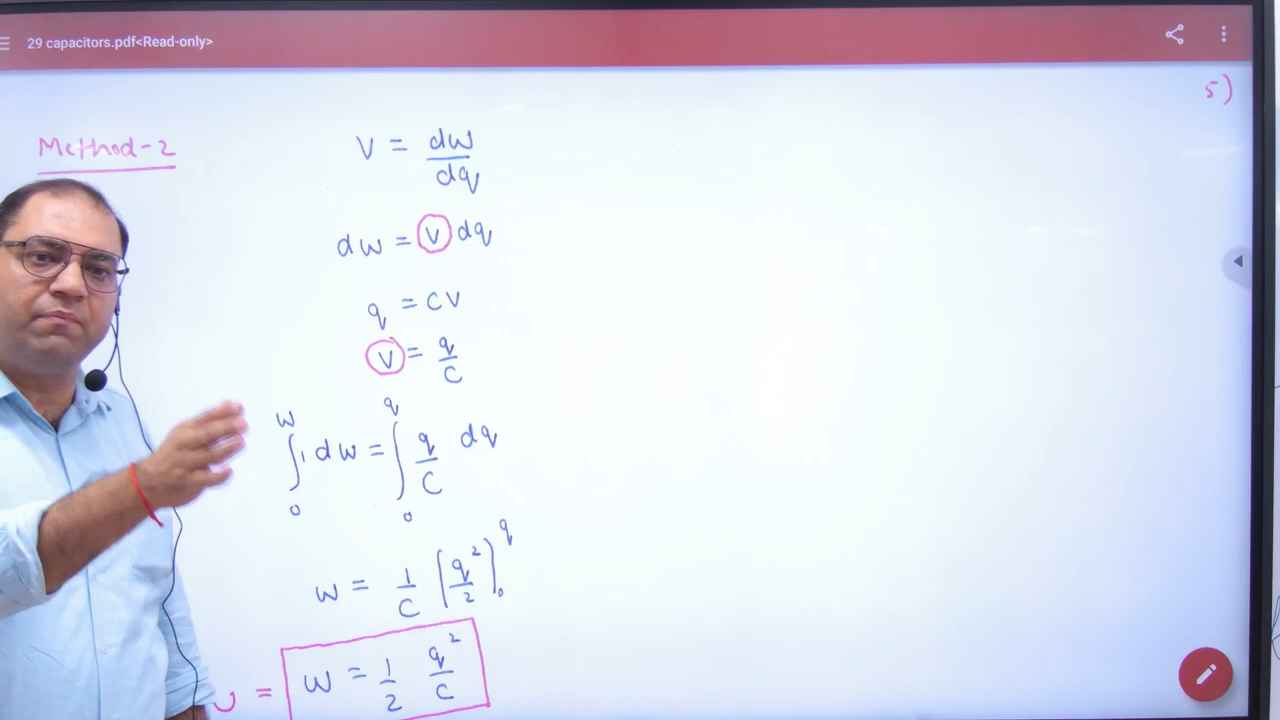 29 capacitors.pdf<Read-only>
5)
Method-2
V = dw/dq
dw = V dq
q = CV
V = q/C
∫₀^w 1 dw = ∫₀^q q/C dq
w = 1/C [q²/2]₀^q
U = w = 1/2 q²/C